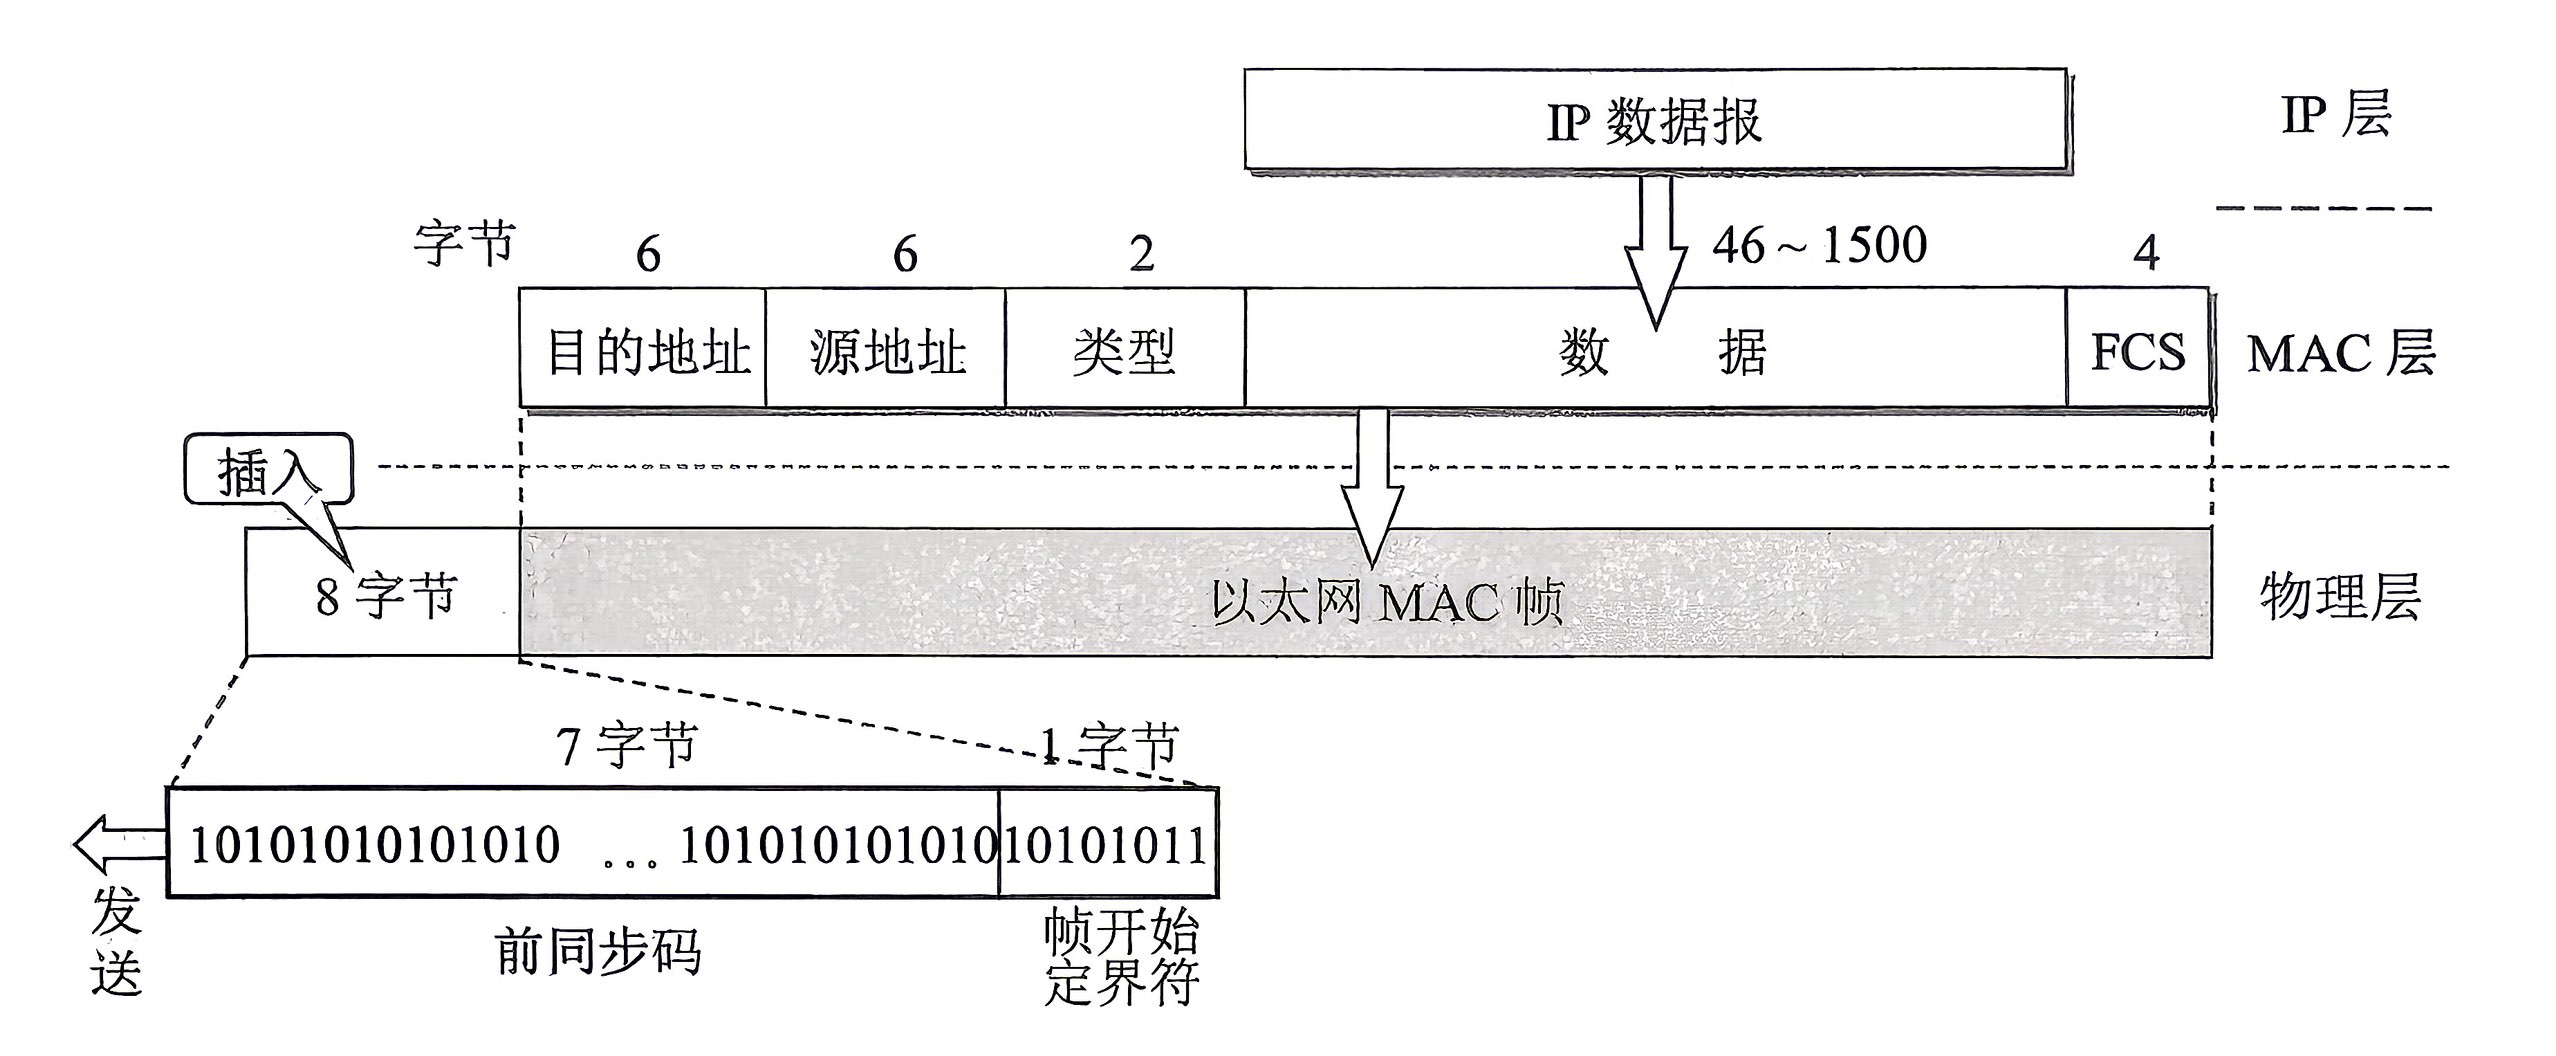 IP 数据报
IP 层
字节
6
6
2
46 ~ 1500
4
目的地址
源地址
类型
数 据
FCS
MAC 层
插入
8 字节
以太网 MAC 帧
物理层
7 字节
1 字节
10101010101010 … 101010101010
10101011
发送
前同步码
帧开始
定界符